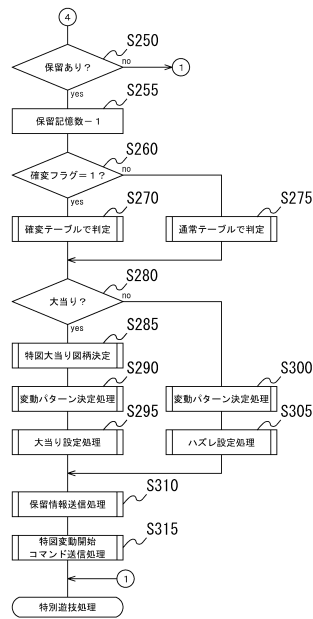 4
S250
保留あり？
no
1
yes
S255
保留記憶数－１
S260
確変フラグ＝１？
no
yes
S270
確変テーブルで判定
S275
通常テーブルで判定
S280
大当り？
no
yes
S285
特図大当り図柄決定
S290
変動パターン決定処理
S300
変動パターン決定処理
S295
大当り設定処理
S305
ハズレ設定処理
S310
保留情報送信処理
S315
特図変動開始
コマンド送信処理
1
特別遊技処理